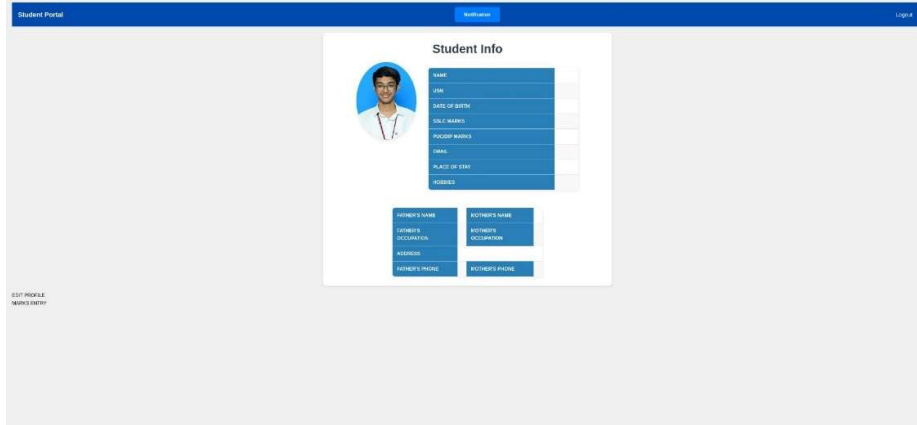 Student Portal
Notification
Logout
Student Info
NAME
USN
DATE OF BIRTH
SSLC MARKS
PUC/DIP MARKS
EMAIL
PLACE OF STAY
HOBBIES
FATHER'S NAME
MOTHER'S NAME
FATHER'S
OCCUPATION
MOTHER'S
OCCUPATION
ADDRESS
FATHER'S PHONE
MOTHER'S PHONE
EDIT PROFILE
MARKS ENTRY